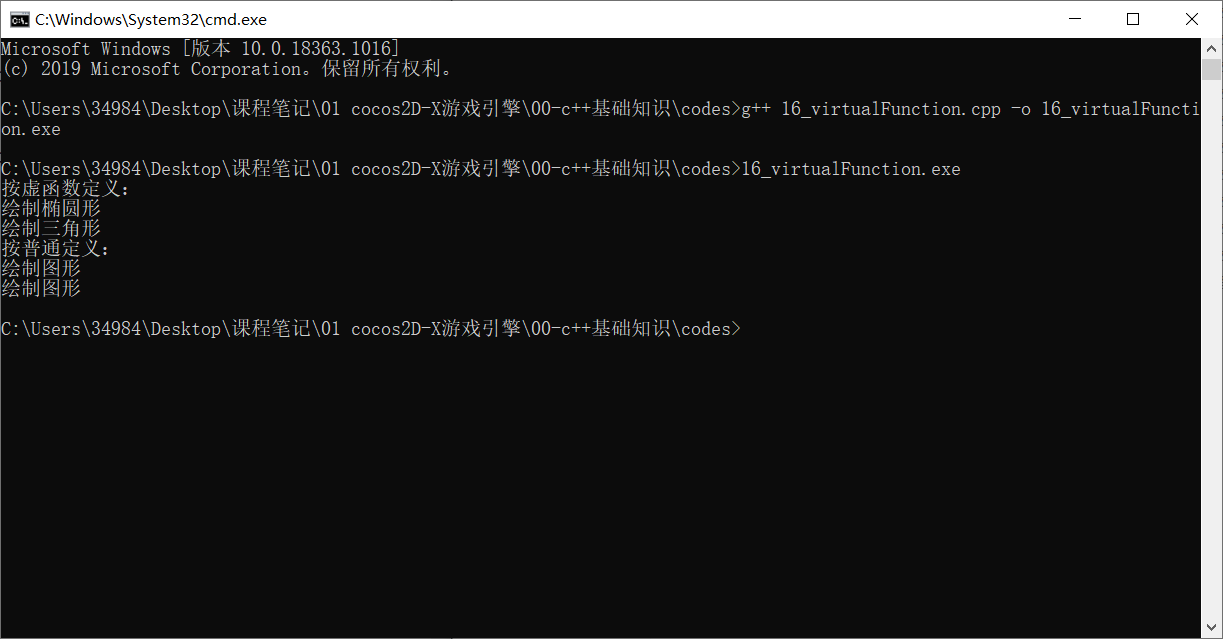 C:\Windows\System32\cmd.exe
Microsoft Windows [版本 10.0.18363.1016]
(c) 2019 Microsoft Corporation。保留所有权利。
C:\Users\34984\Desktop\课程笔记\01 cocos2D-X游戏引擎\00-c++基础知识\codes>g++ 16_virtualFunction.cpp -o 16_virtualFuncti
on.exe
C:\Users\34984\Desktop\课程笔记\01 cocos2D-X游戏引擎\00-c++基础知识\codes>16_virtualFunction.exe
按虚函数定义:
绘制椭圆形
绘制三角形
按普通定义:
绘制图形
绘制图形
C:\Users\34984\Desktop\课程笔记\01 cocos2D-X游戏引擎\00-c++基础知识\codes>